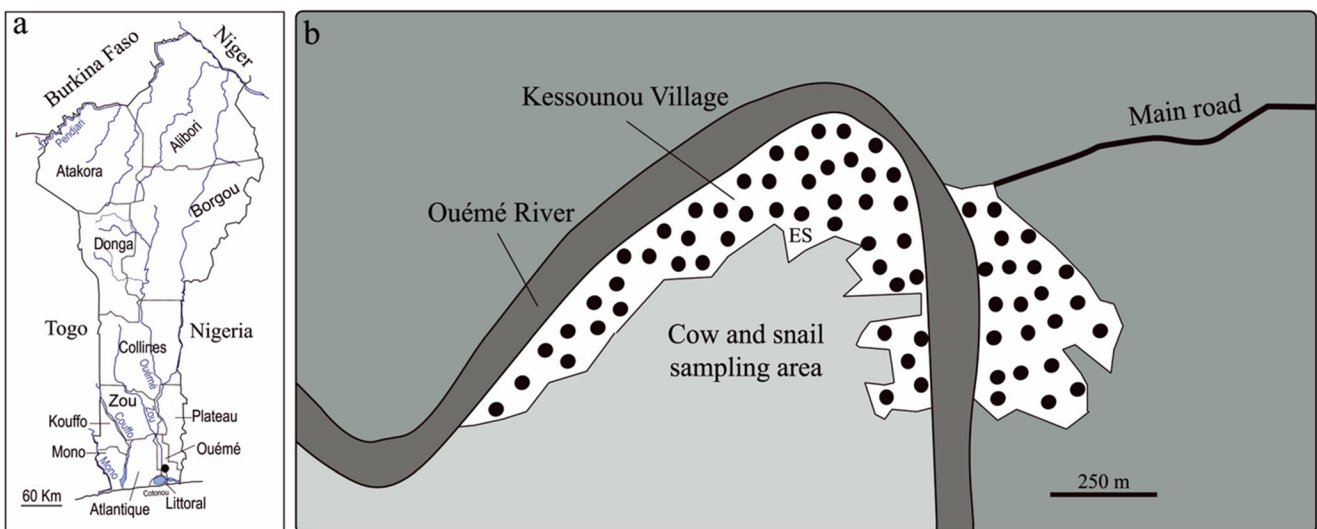 a
Burkina Faso
Niger
Pendjari
Alibori
Atakora
Borgou
Donga
Togo
Nigeria
Collines
Ouémé
Zou
Zou
Kouffo
Couffo
Plateau
Mono
Mono
Ouémé
Cotonou
60 Km
Littoral
Atlantique
b
Kessounou Village
Main road
Ouémé River
ES
Cow and snail
sampling area
250 m